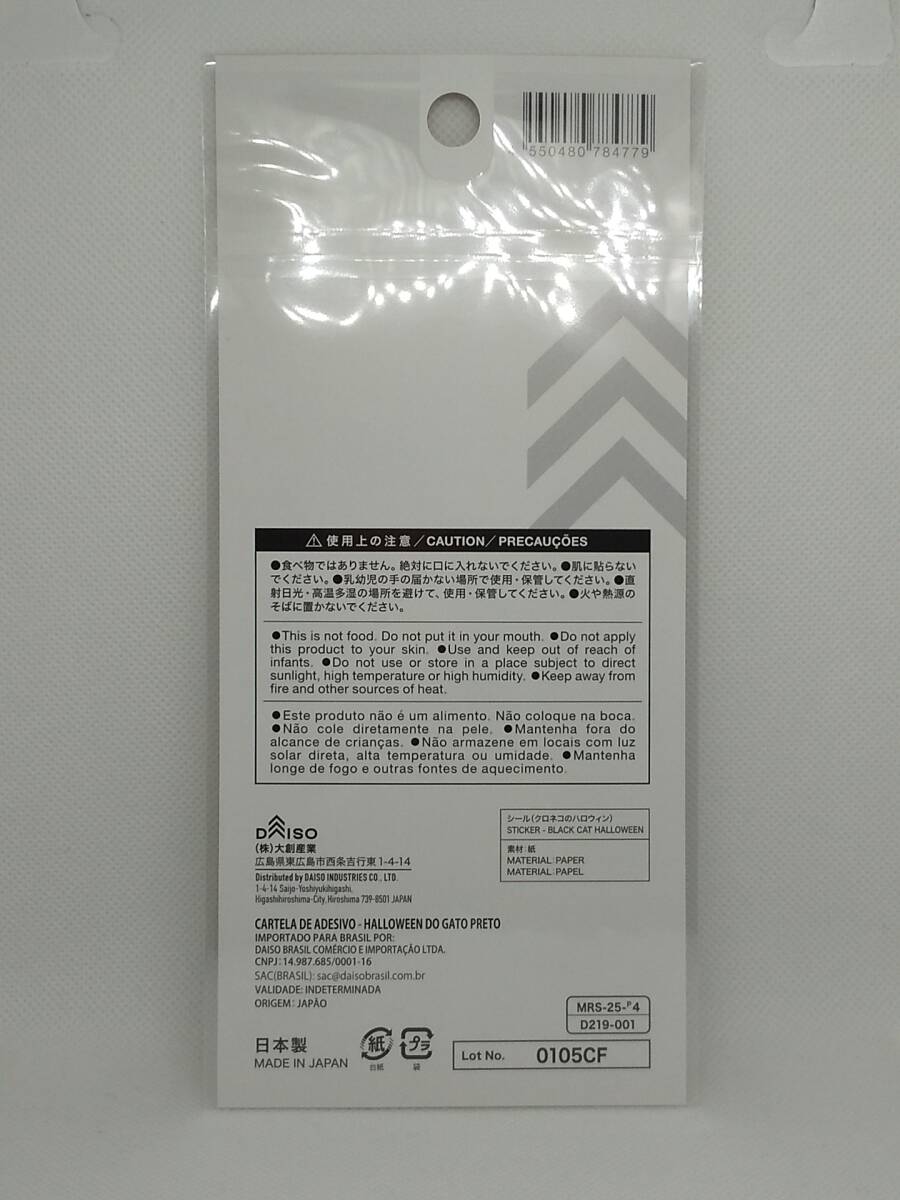 550480 784779
⚠使用上の注意/CAUTION/PRECAUÇÕES
●食べ物ではありません。絶対に口に入れないでください。●肌に貼らない
でください。●乳幼児の手の届かない場所で使用・保管してください。●直
射日光・高温多湿の場所を避けて、使用・保管してください。●火や熱源の
そばに置かないでください。
●This is not food. Do not put it in your mouth. ●Do not apply
this product to your skin. ●Use and keep out of reach of
infants. ●Do not use or store in a place subject to direct
sunlight, high temperature or high humidity. ●Keep away from
fire and other sources of heat.
●Este produto não é um alimento. Não coloque na boca.
●Não cole diretamente na pele. ●Mantenha fora do
alcance de crianças. ●Não armazene em locais com luz
solar direta, alta temperatura ou umidade. ●Mantenha
longe de fogo e outras fontes de aquecimento.
DAISO
(株)大創産業
広島県東広島市西条吉行東1-4-14
Distributed by DAISO INDUSTRIES CO., LTD.
1-4-14 Saijo-Yoshiyukihigashi,
Higashihiroshima-City, Hiroshima 739-8501 JAPAN
シール(クロネコのハロウィン)
STICKER - BLACK CAT HALLOWEEN
素材:紙
MATERIAL:PAPER
MATERIAL:PAPEL
CARTELA DE ADESIVO - HALLOWEEN DO GATO PRETO
IMPORTADO PARA BRASIL POR:
DAISO BRASIL COMÉRCIO E IMPORTAÇÃO LTDA.
CNPJ: 14.987.685/0001-16
SAC(BRASIL): sac@daisobrasil.com.br
VALIDADE: INDETERMINADA
ORIGEM: JAPÃO
MRS-25-P4
D219-001
日本製
MADE IN JAPAN
紙
台紙
プラ
袋
Lot No. 0105CF